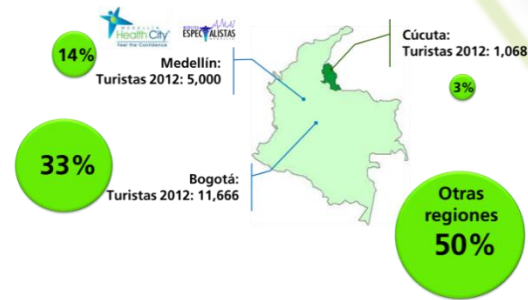 MEDELLIN
Health City
Feel the Confidence
ESPECIALISTAS
14%
Medellín:
Turistas 2012: 5,000
Cúcuta:
Turistas 2012: 1,068
3%
33%
Bogotá:
Turistas 2012: 11,666
Otras
regiones
50%